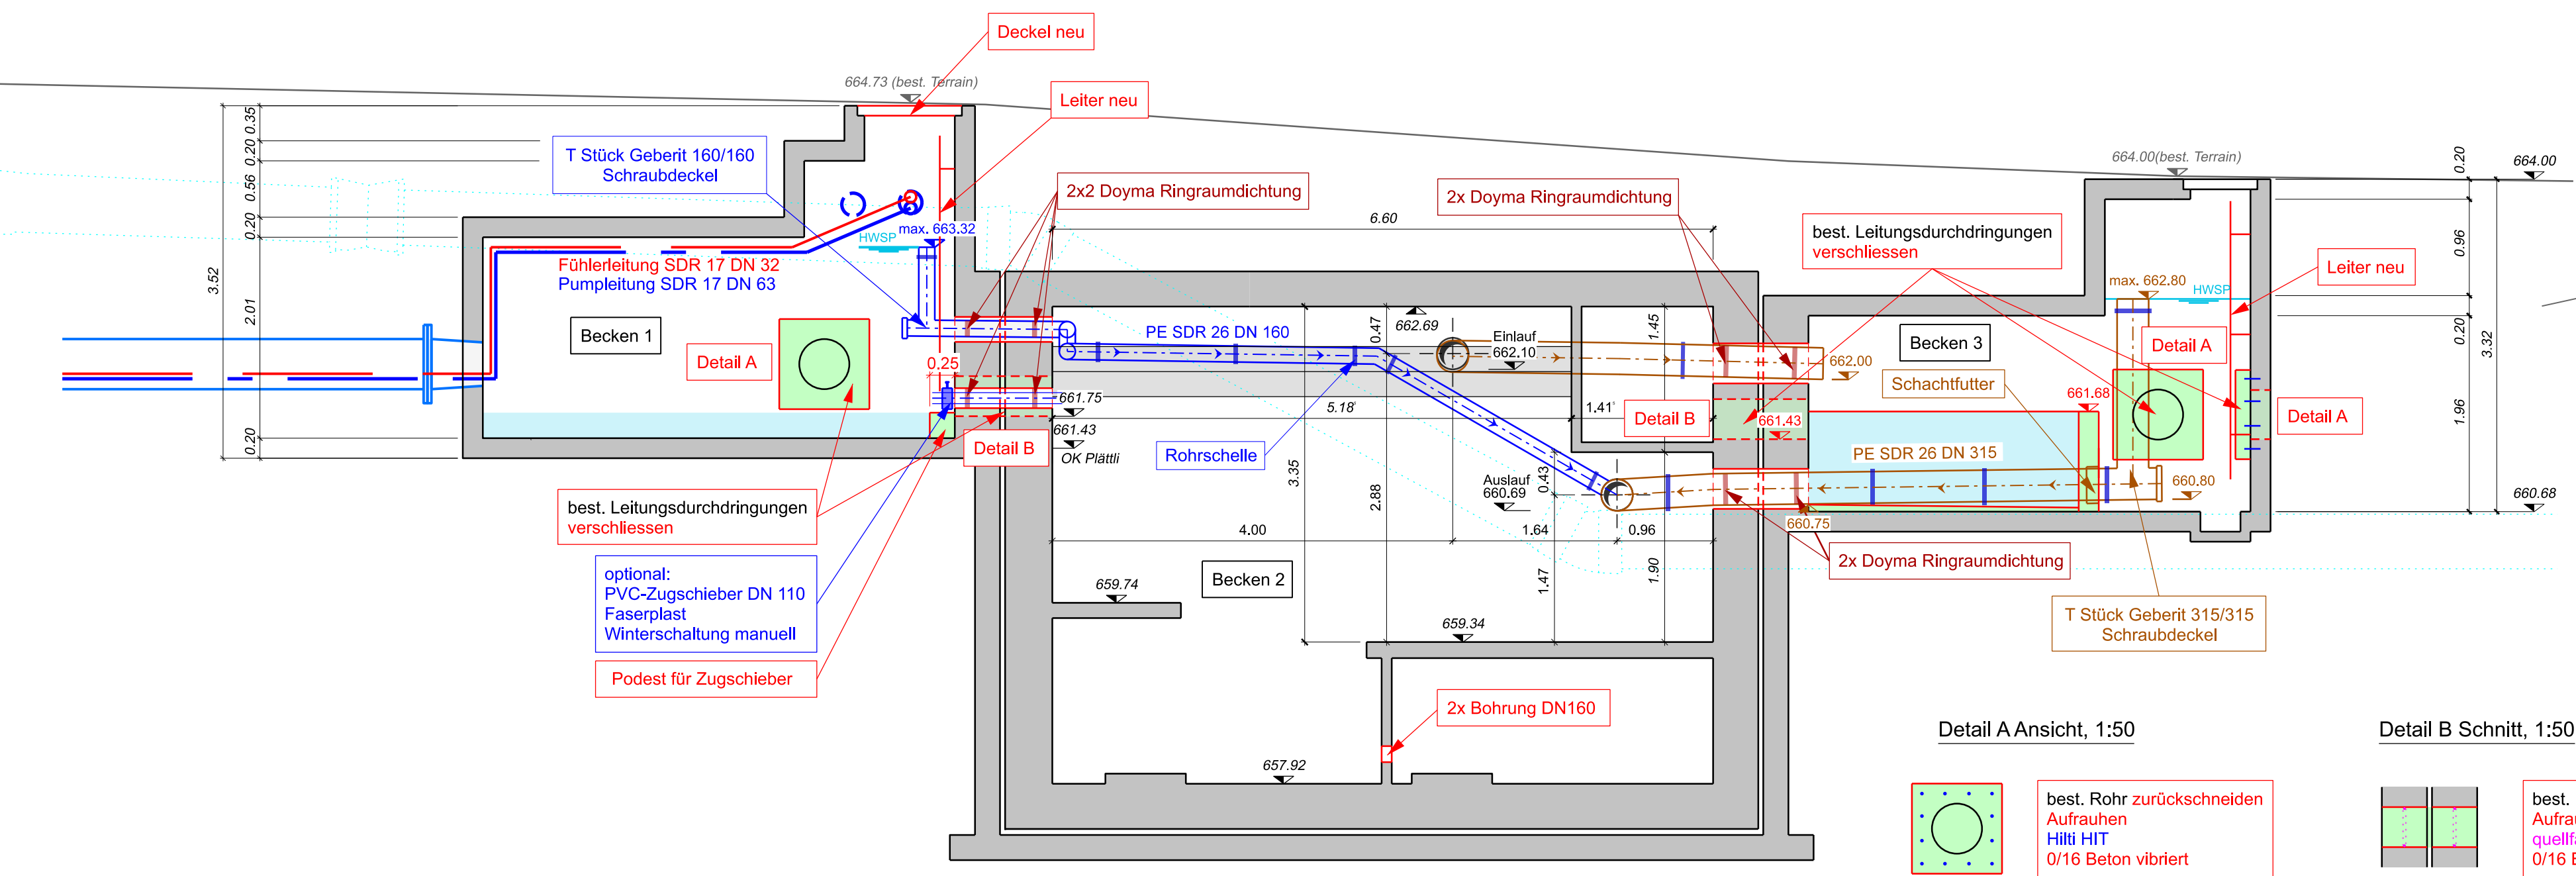 Deckel neu
664.73 (best. Terrain)
Leiter neu
T Stück Geberit 160/160
Schraubdeckel
2x2 Doyma Ringraumdichtung
2x Doyma Ringraumdichtung
664.00(best. Terrain)
664.00
0.35
0.20
0.56
0.20
2.01
0.20
3.52
HWSP
max. 663.32
Fühlerleitung SDR 17 DN 32
Pumpleitung SDR 17 DN 63
Becken 1
Detail A
0.25
6.60
best. Leitungsdurchdringungen
verschliessen
Leiter neu
0.20
0.96
0.20
1.96
3.32
max. 662.80
HWSP
662.69
0.47
1.45
PE SDR 26 DN 160
Einlauf
662.10
662.00
Becken 3
Detail A
Schachtfutter
661.75
661.43
OK Plättli
5.18
1.41
Detail B
661.43
661.68
Detail A
Detail B
Rohrschelle
PE SDR 26 DN 315
3.35
2.88
0.43
Auslauf
660.69
660.80
660.68
660.75
best. Leitungsdurchdringungen
verschliessen
4.00
1.64
0.96
1.47
1.90
2x Doyma Ringraumdichtung
optional:
PVC-Zugschieber DN 110
Faserplast
Winterschaltung manuell
Becken 2
659.74
659.34
T Stück Geberit 315/315
Schraubdeckel
Podest für Zugschieber
2x Bohrung DN160
657.92
Detail A Ansicht, 1:50
best. Rohr zurückschneiden
Aufrauhen
Hilti HIT
0/16 Beton vibriert
Detail B Schnitt, 1:50
best.
0/16